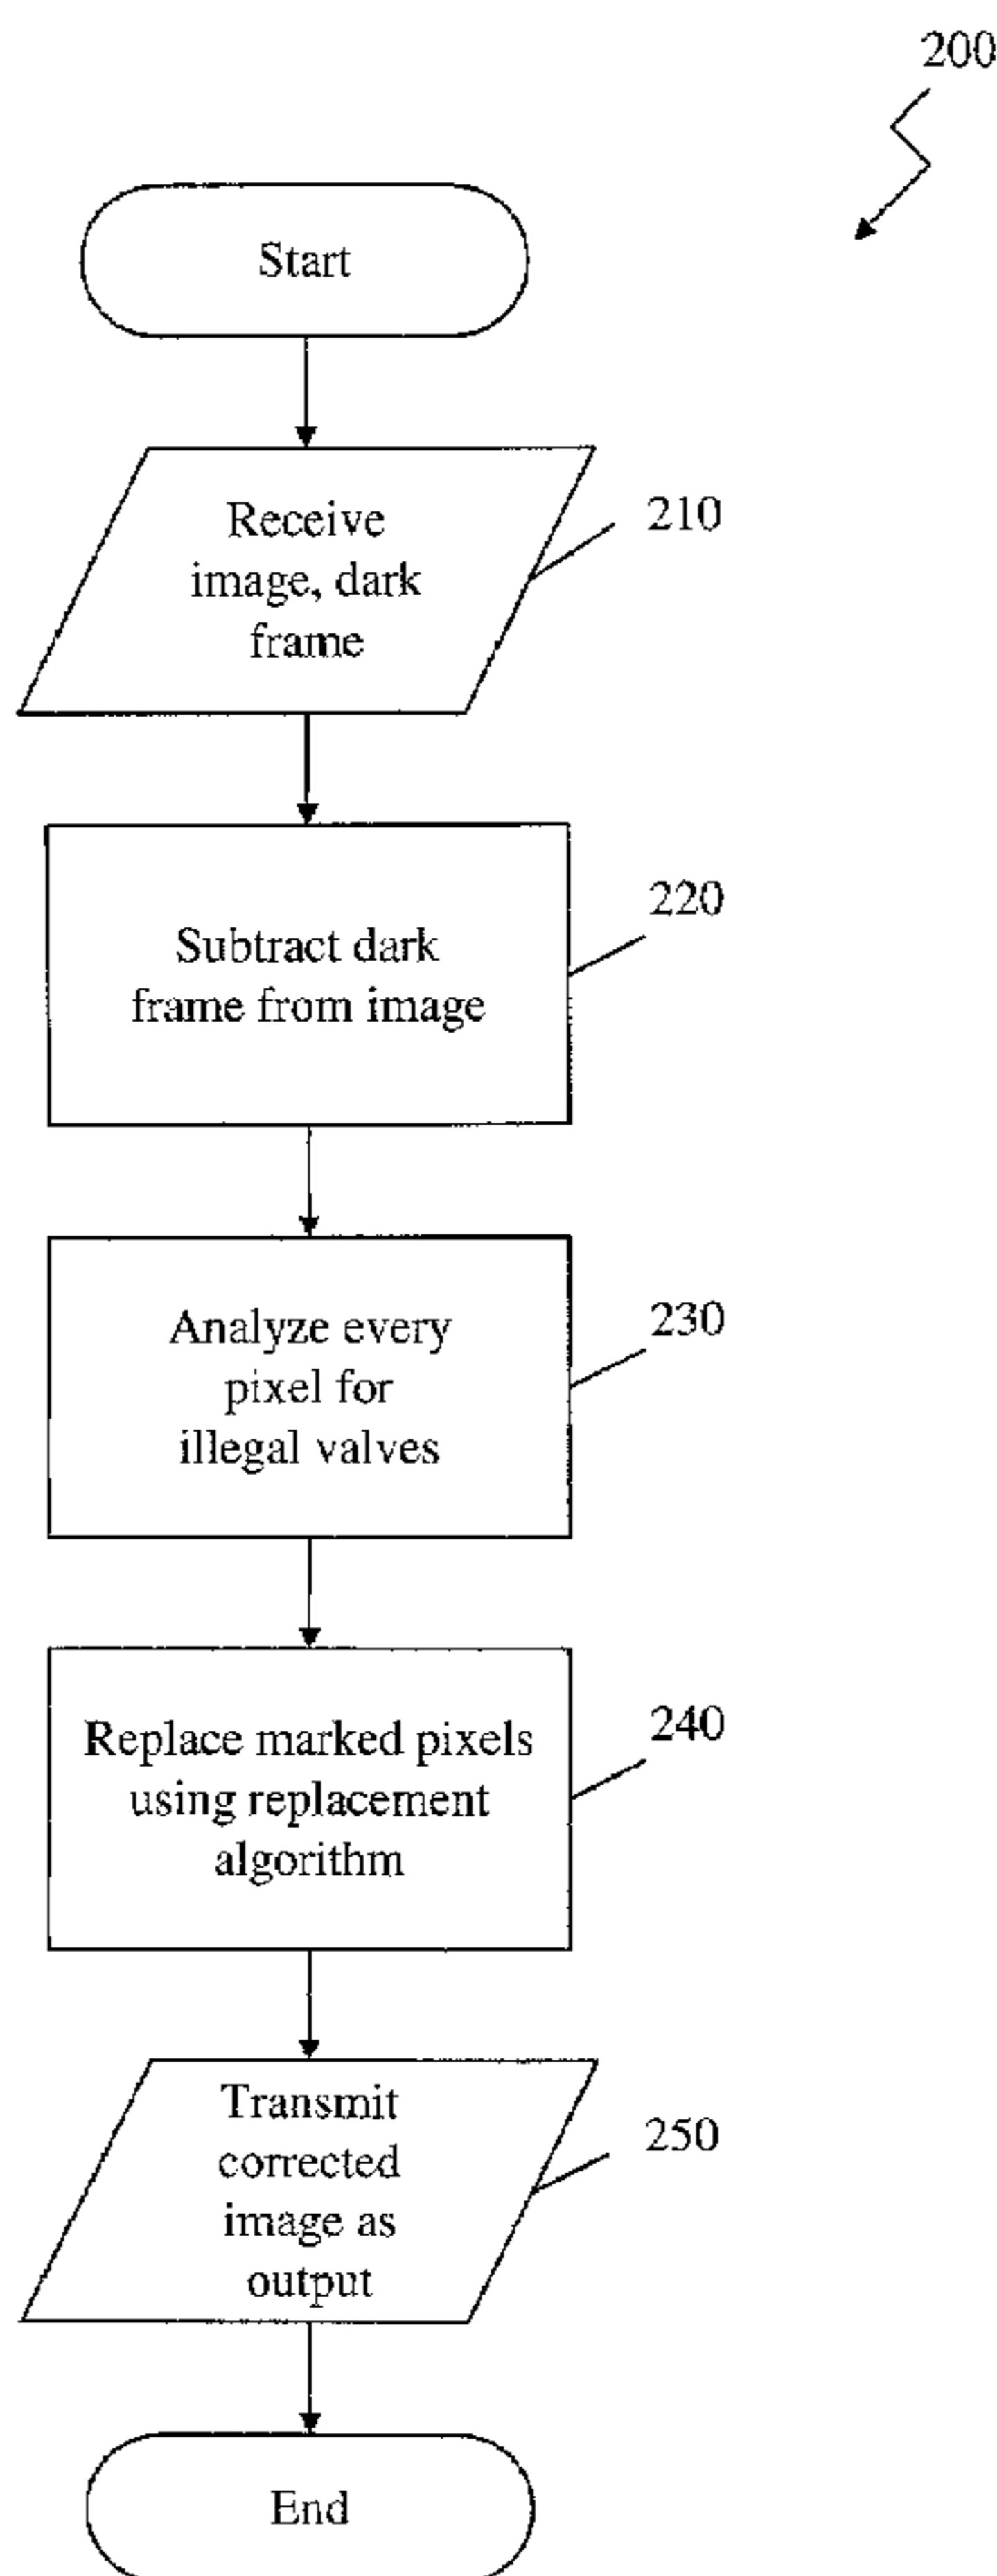 200
Start
Receive
image, dark
frame
210
Subtract dark
frame from image
220
Analyze every
pixel for
illegal valves
230
Replace marked pixels
using replacement
algorithm
240
Transmit
corrected
image as
output
250
End